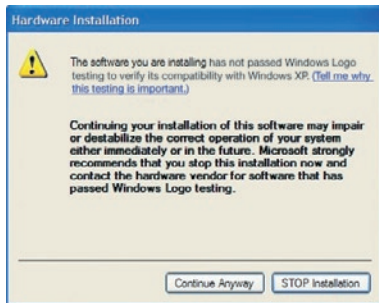 Hardware Installation
The software you are installing has not passed Windows Logo
testing to verify its compatibility with Windows XP. (Tell me why
this testing is important.)
Continuing your installation of this software may impair
or destabilize the correct operation of your system
either immediately or in the future. Microsoft strongly
recommends that you stop this installation now and
contact the hardware vendor for software that has
passed Windows Logo testing.
Continue Anyway STOP Installation